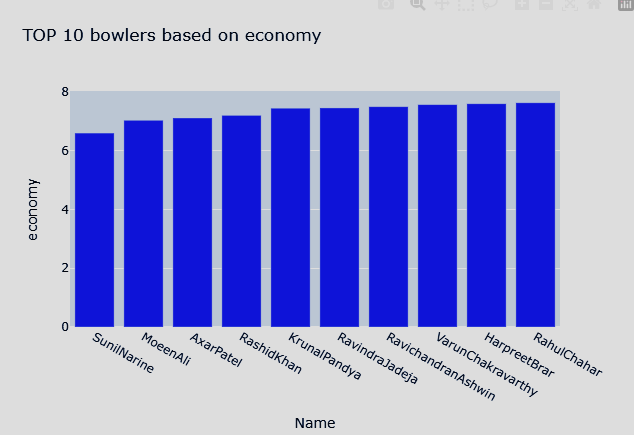 TOP 10 bowlers based on economy
8
6
4
2
0
economy
SunilNarine
MoeenAli
AxarPatel
RashidKhan
KrunalPandya
RavindraJadeja
RavichandranAshwin
VarunChakravarthy
HarpreetBrar
RahulChahar
Name